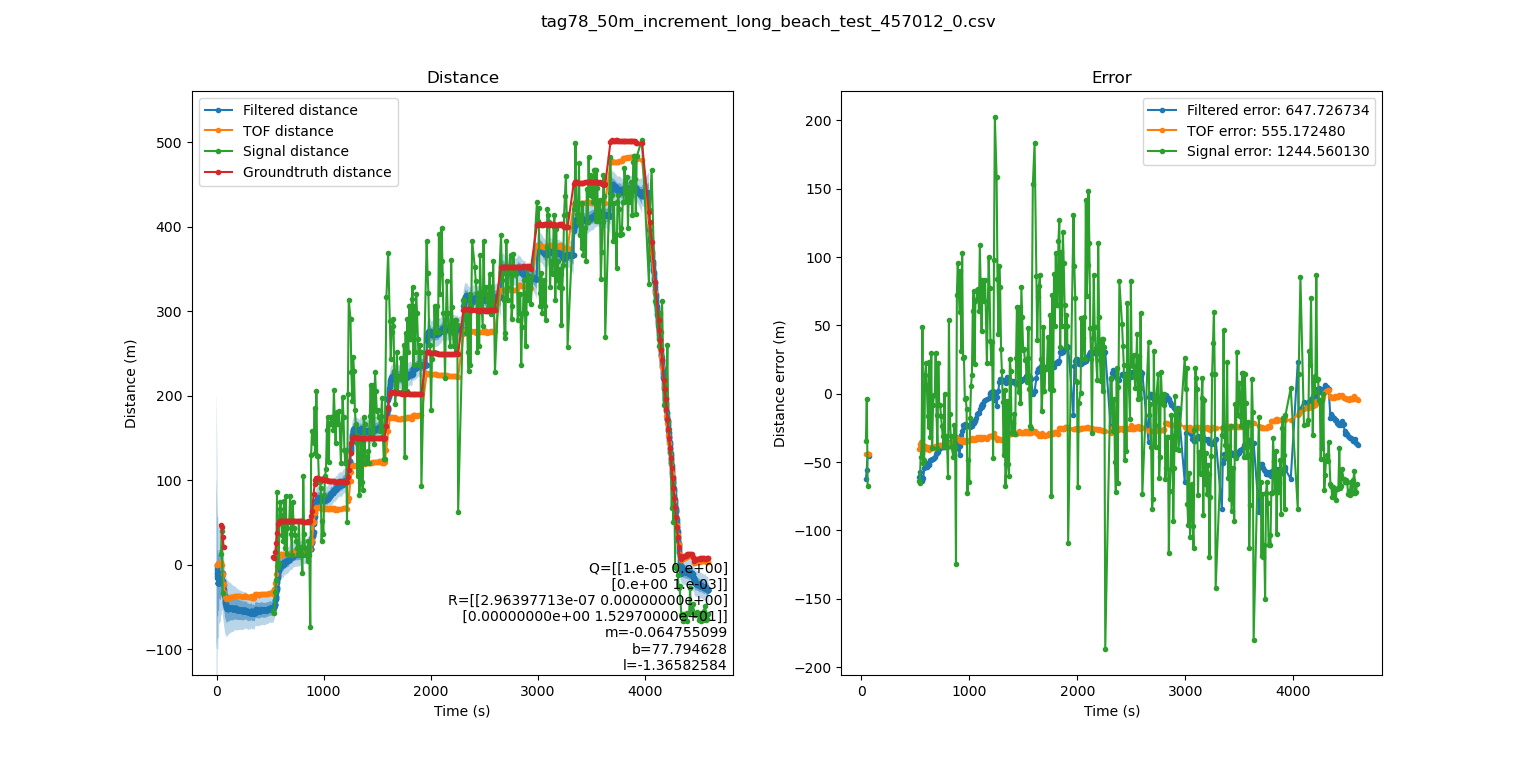 tag78_50m_increment_long_beach_test_457012_0.csv
Distance
Filtered distance
TOF distance
Signal distance
Groundtruth distance
500
400
300
200
100
0
−100
Distance (m)
Q=[[1.e-05 0.e+00]
[0.e+00 1.e-03]]
R=[[2.96397713e-07 0.00000000e+00]
[0.00000000e+00 1.52970000e+01]]
m=-0.064755099
b=77.794628
l=-1.36582584
0 1000 2000 3000 4000
Time (s)
Error
Filtered error: 647.726734
TOF error: 555.172480
Signal error: 1244.560130
200
150
100
50
0
−50
−100
−150
−200
Distance error (m)
0 1000 2000 3000 4000
Time (s)